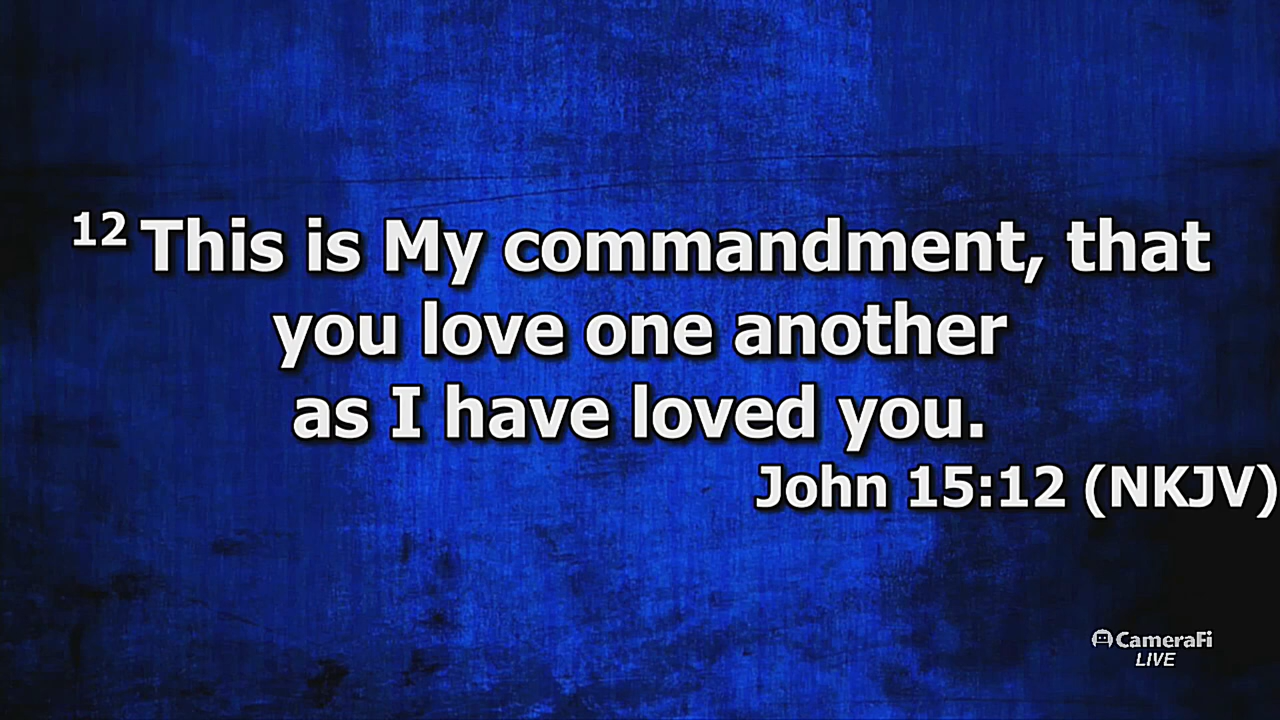 12 This is My commandment, that
you love one another
as I have loved you.
John 15:12 (NKJV)
CameraFi
LIVE